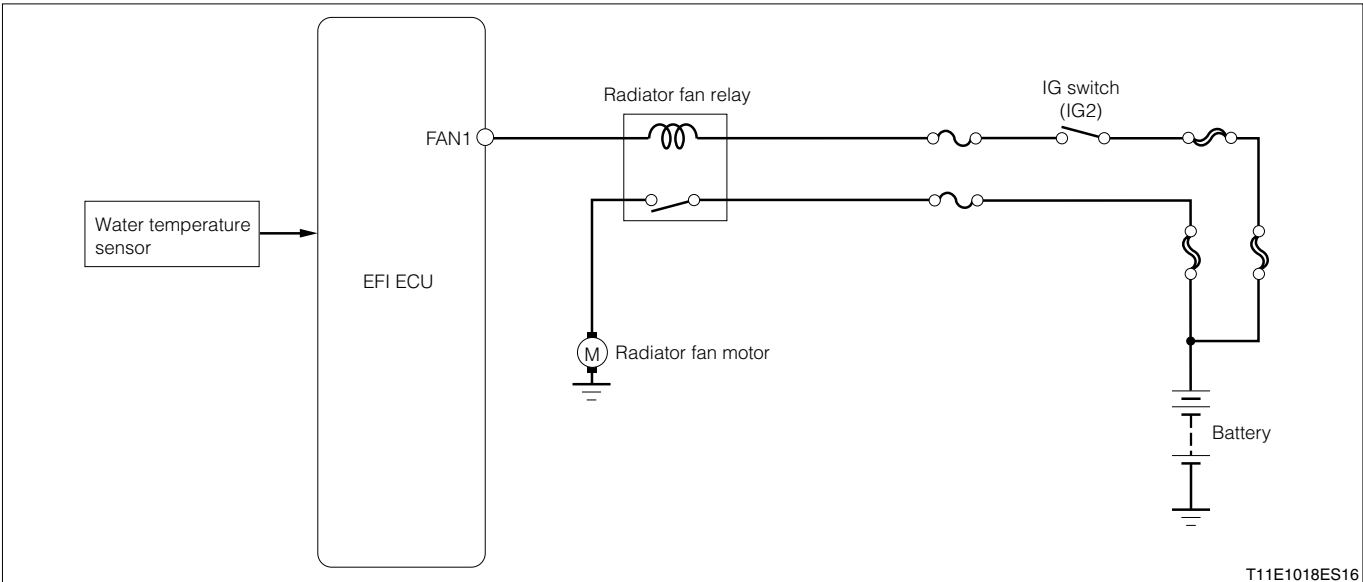 Radiator fan relay
IG switch
(IG2)
FAN1
Water temperature
sensor
EFI ECU
M
Radiator fan motor
Battery
T11E1018ES16